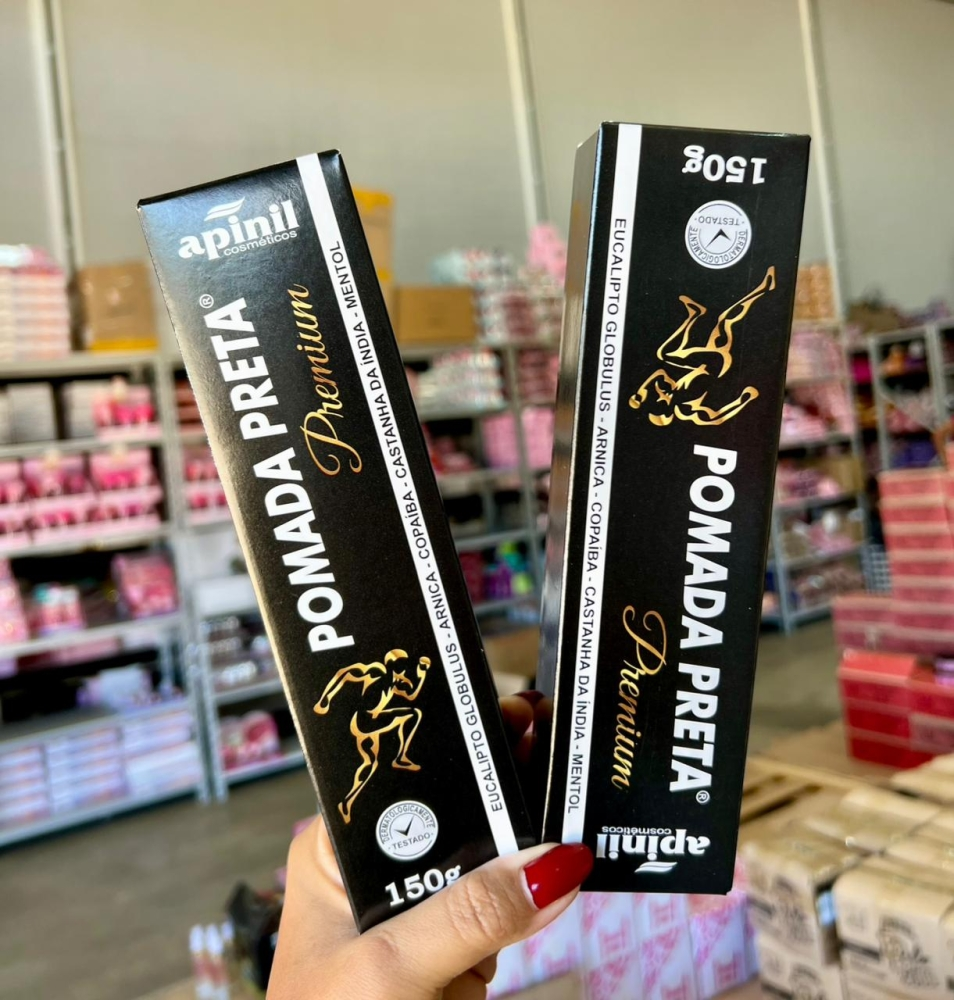 apinil
cosméticos
POMADA PRETA®
Premium
EUCALIPTO GLOBULUS - ARNICA - COPAÍBA - CASTANHA DA ÍNDIA - MENTOL
DERMATOLOGICAMENTE
TESTADO
150g
150g
DERMATOLOGICAMENTE
TESTADO
EUCALIPTO GLOBULUS - ARNICA - COPAÍBA - CASTANHA DA ÍNDIA - MENTOL
POMADA PRETA®
Premium
apinil
cosméticos